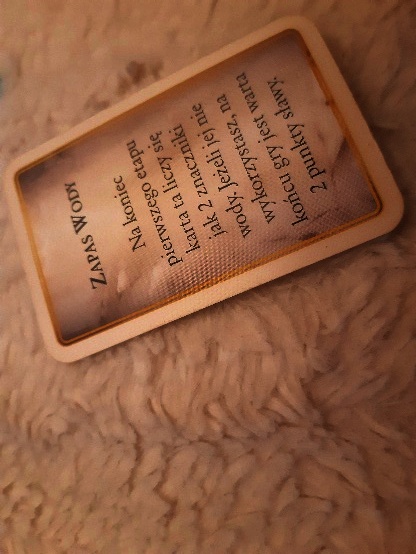 ZAPAS WODY
Na koniec
pierwszego etapu
karta ta liczy się,
jak 2 znaczniki
wody. Jeżeli jej nie
wykorzystasz, na
końcu gry jest warta
2 punkty sławy.